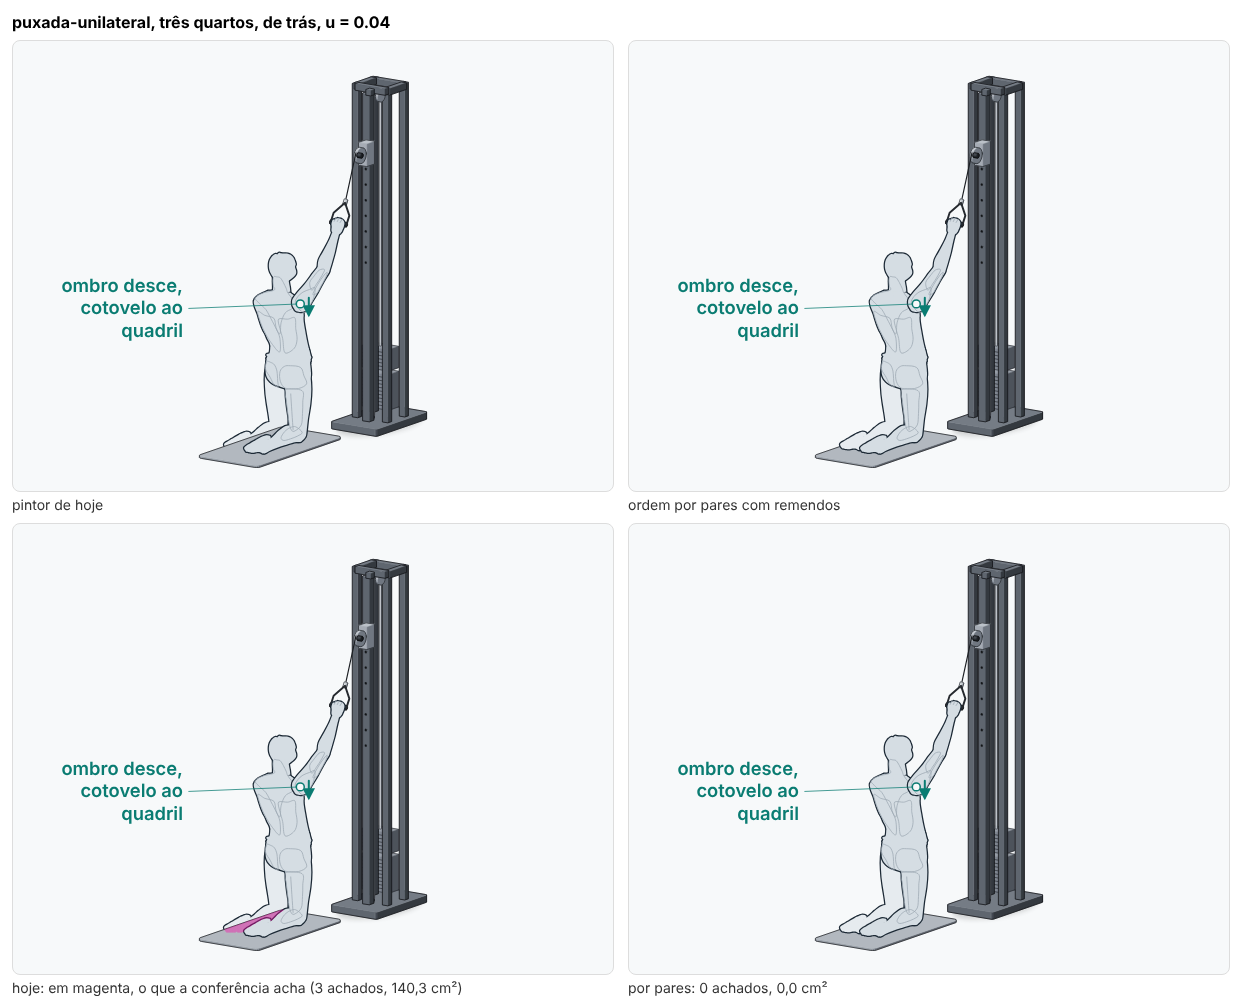 puxada-unilateral, três quartos, de trás, u = 0.04
ombro desce,
cotovelo ao
quadril
ombro desce,
cotovelo ao
quadril
pintor de hoje
ordem por pares com remendos
ombro desce,
cotovelo ao
quadril
ombro desce,
cotovelo ao
quadril
hoje: em magenta, o que a conferência acha (3 achados, 140,3 cm²)
por pares: 0 achados, 0,0 cm²